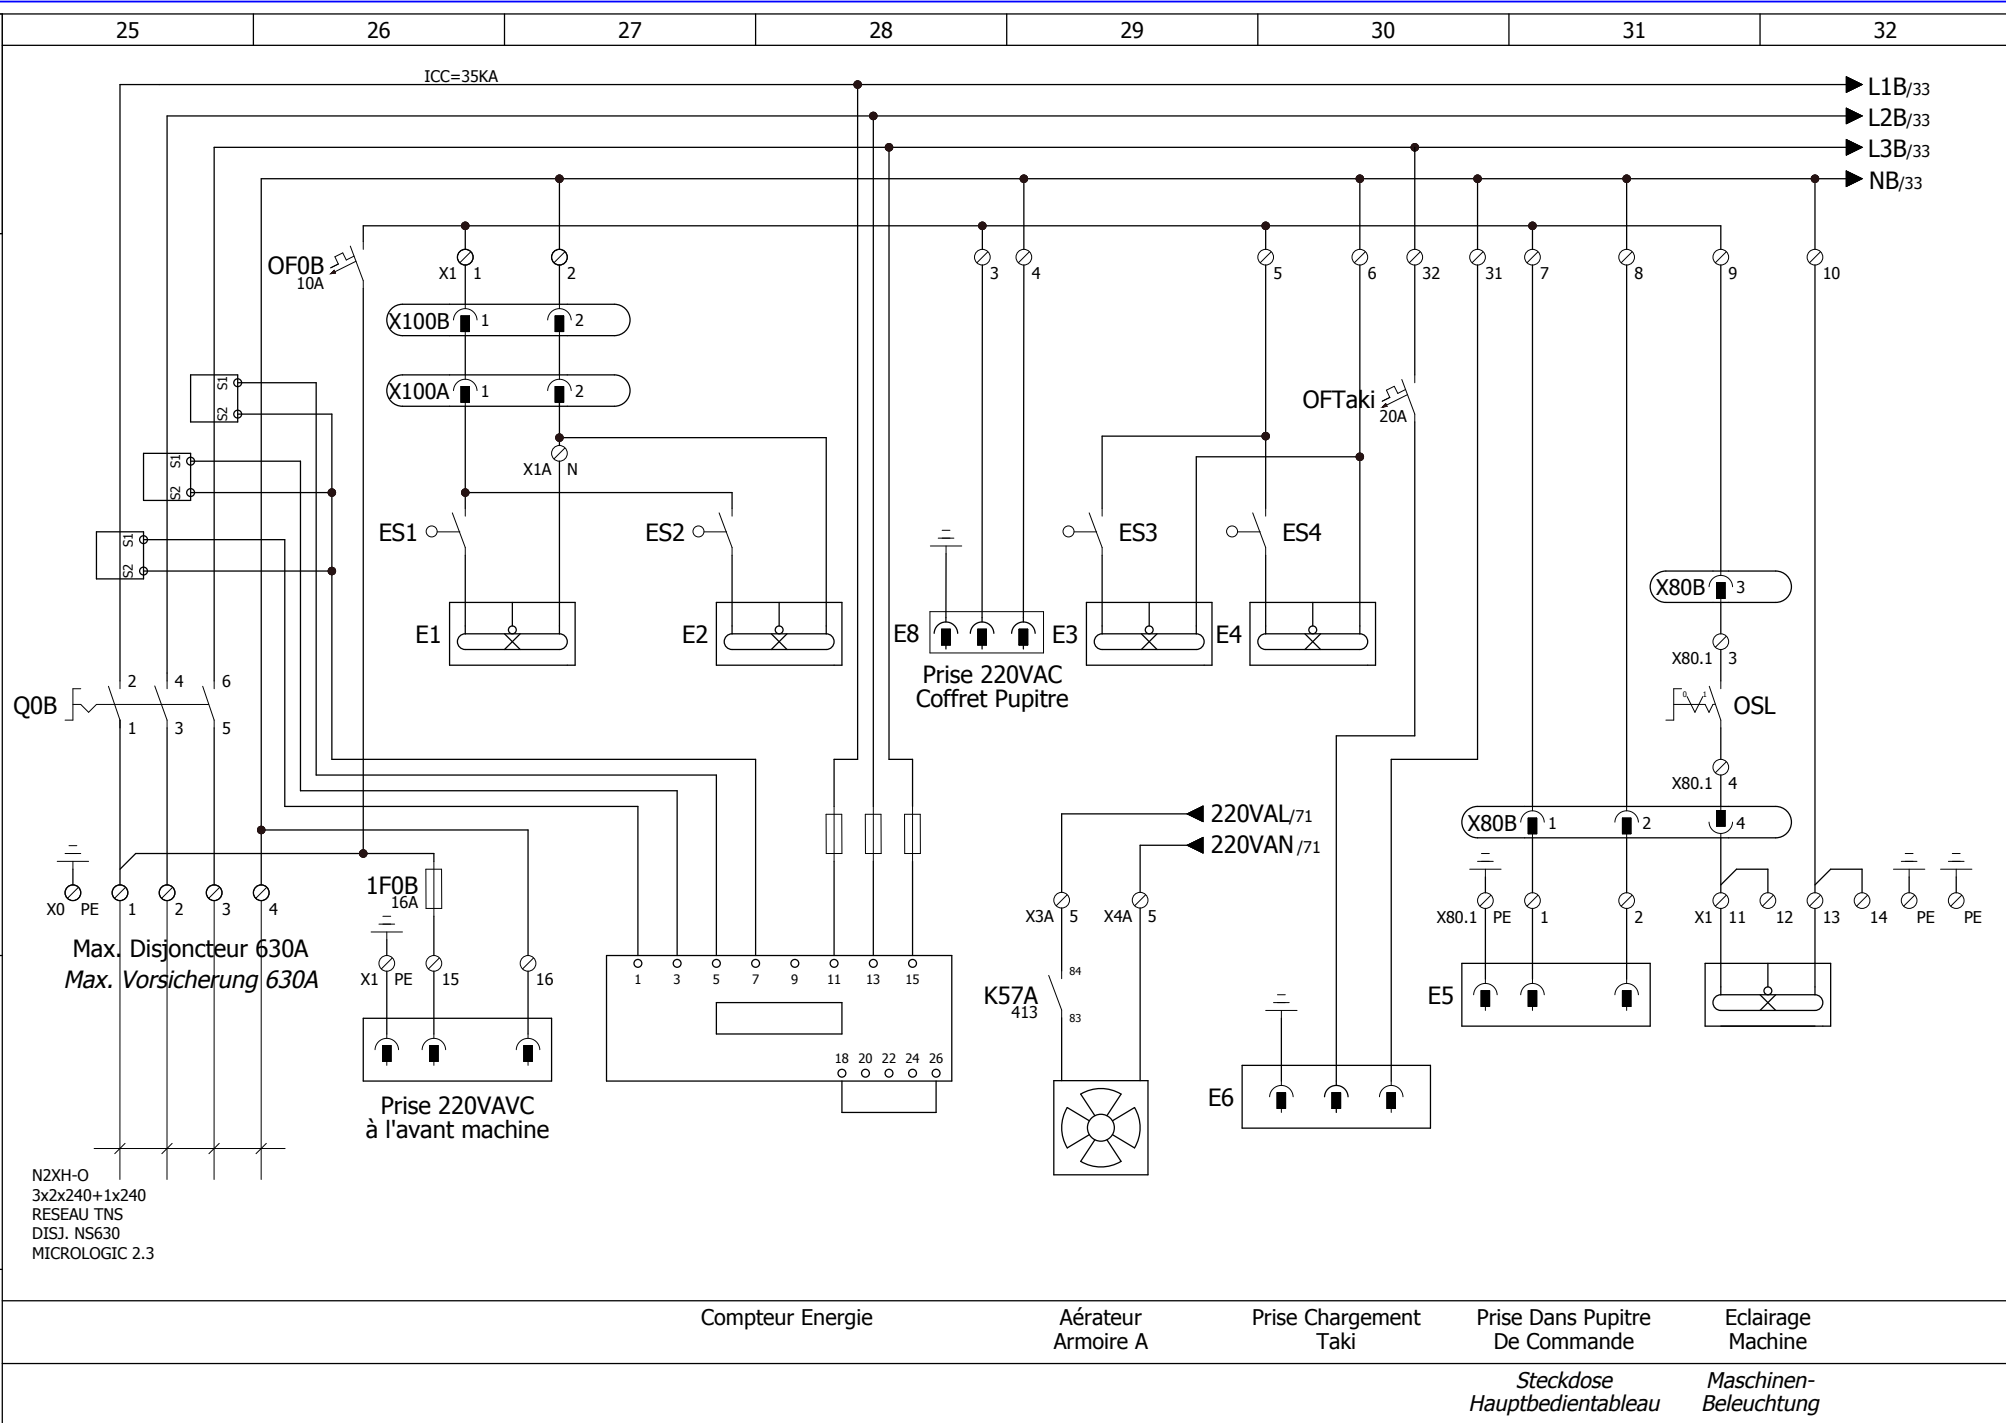 25 26 27 28 29 30 31 32
ICC=35KA
L1B/33
L2B/33
L3B/33
NB/33
OF0B
10A
X1 1 2 3 4 5 6 32 31 7 8 9 10
X100B 1 2
X100A 1 2
S1
S2
S1
S2
S1
S2
OFTaki
20A
X1A N
ES1 ES2 ES3 ES4
E1 E2 E8 E3 E4
Prise 220VAC
Coffret Pupitre
X80B 3
X80.1 3
0 1
OSL
X80.1 4
Q0B
2 4 6
1 3 5
220VAL/71
220VAN/71
X80B 1 2 4
1F0B
16A
X0 PE 1 2 3 4
Max. Disjoncteur 630A
Max. Vorsicherung 630A
X3A 5 X4A 5
X80.1 PE 1 2
X1 11 12 13 14 PE PE
X1 PE 15 16
1 3 5 7 9 11 13 15
18 20 22 24 26
K57A
413
84
83
E5
E6
Prise 220VAVC
à l'avant machine
N2XH-O
3x2x240+1x240
RESEAU TNS
DISJ. NS630
MICROLOGIC 2.3
Compteur Energie
Aérateur
Armoire A
Prise Chargement
Taki
Prise Dans Pupitre
De Commande
Eclairage
Machine
Steckdose
Hauptbedientableau
Maschinen-
Beleuchtung